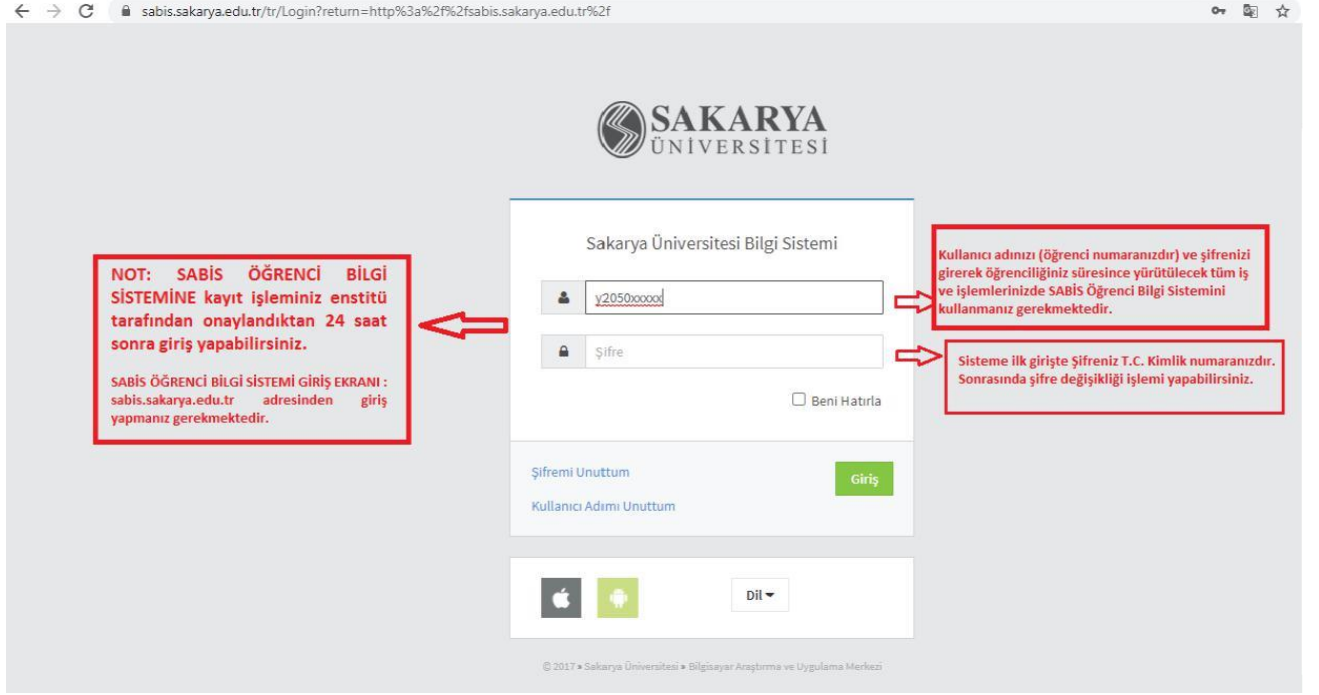 sabis.sakarya.edu.tr/tr/Login?return=http%3a%2f%2fsabis.sakarya.edu.tr%2f
SAKARYA
ÜNİVERSİTESİ
Sakarya Üniversitesi Bilgi Sistemi
y2050xxxxx
Şifre
Beni Hatırla
Şifremi Unuttum
Giriş
Kullanıcı Adımı Unuttum
Dil
© 2017 » Sakarya Üniversitesi » Bilgisayar Araştırma ve Uygulama Merkezi
NOT: SABİS ÖĞRENCİ BİLGİ
SİSTEMİNE kayıt işleminiz enstitü
tarafından onaylandıktan 24 saat
sonra giriş yapabilirsiniz.
SABİS ÖĞRENCİ BİLGİ SİSTEMİ GİRİŞ EKRANI :
sabis.sakarya.edu.tr adresinden giriş
yapmanız gerekmektedir.
Kullanıcı adınızı (öğrenci numaranızdır) ve şifrenizi
girerek öğrenciliğiniz süresince yürütülecek tüm iş
ve işlemlerinizde SABİS Öğrenci Bilgi Sistemini
kullanmanız gerekmektedir.
Sisteme ilk girişte Şifreniz T.C. Kimlik numaranızdır.
Sonrasında şifre değişikliği işlemi yapabilirsiniz.